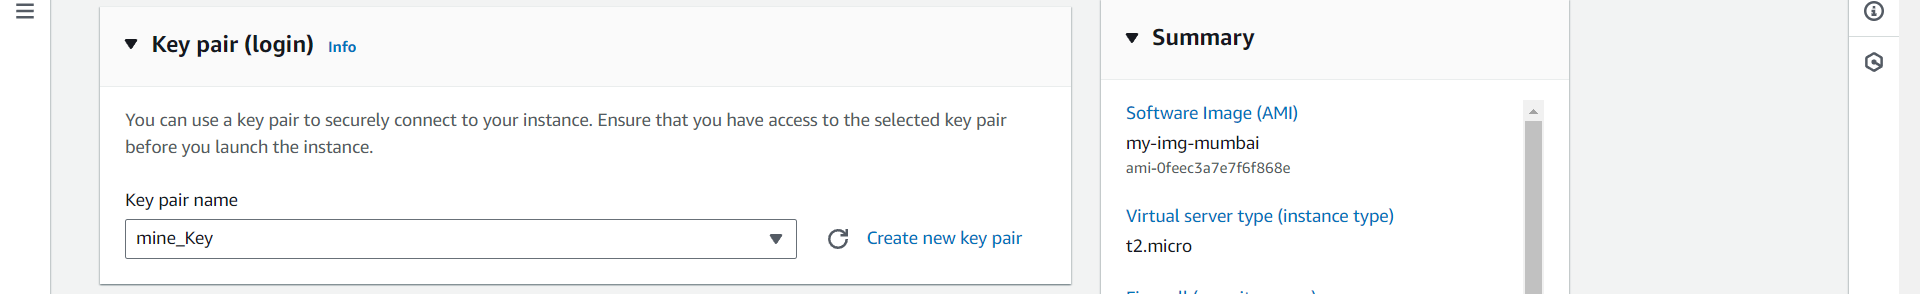 Key pair (login) Info
You can use a key pair to securely connect to your instance. Ensure that you have access to the selected key pair
before you launch the instance.
Key pair name
mine_Key
Create new key pair
Summary
Software Image (AMI)
my-img-mumbai
ami-0feec3a7e7f6f868e
Virtual server type (instance type)
t2.micro